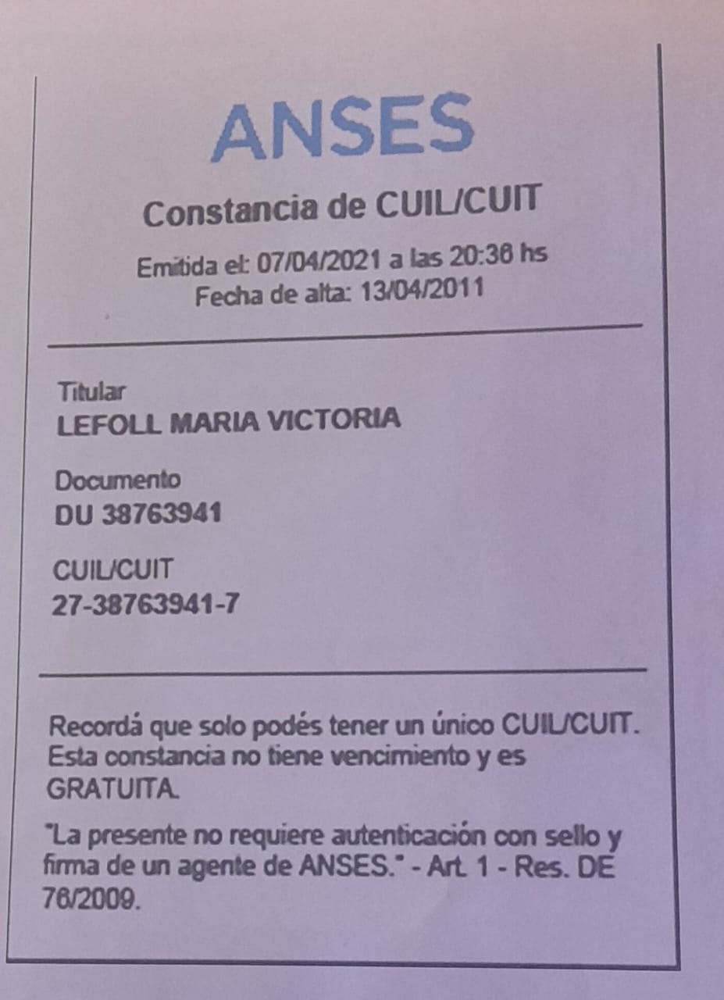 ANSES
Constancia de CUIL/CUIT
Emitida el: 07/04/2021 a las 20:36 hs
Fecha de alta: 13/04/2011
Titular
LEFOLL MARIA VICTORIA
Documento
DU 38763941
CUIL/CUIT
27-38763941-7
Recordá que solo podés tener un único CUIL/CUIT.
Esta constancia no tiene vencimiento y es
GRATUITA.
"La presente no requiere autenticación con sello y
firma de un agente de ANSES." - Art. 1 - Res. DE
76/2009.